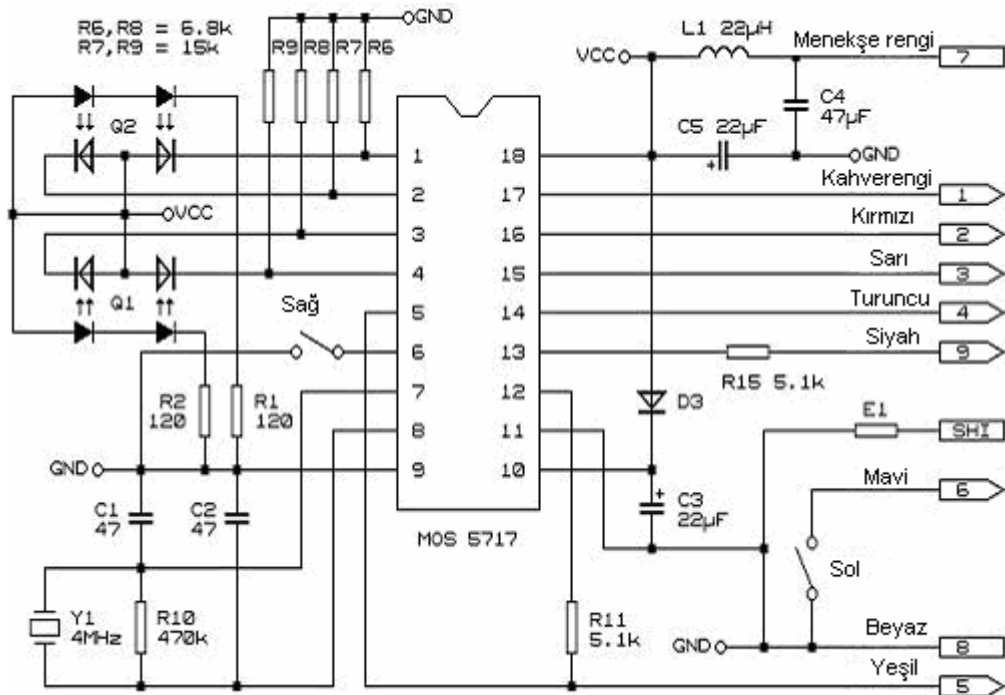 R6,R8 = 6.8k
R7,R9 = 15k
GND
R9 R8 R7 R6
L1 22µH
Menekşe rengi
7
VCC
C4
47µF
C5 22µF
GND
Q2
1 18
Kahverengi
2 17
1
VCC
Kırmızı
3 16
2
Sarı
4 15
3
Q1
Turuncu
5 14
4
Sağ
Siyah
6 13
9
R15 5.1k
7 12
R2
120
R1
120
D3
E1
8 11
SHI
GND
9 10
Mavi
6
C1
47
C2
47
C3
22µF
MOS 5717
Sol
Y1
4MHz
R10
470k
R11
5.1k
Beyaz
GND
8
Yeşil
5